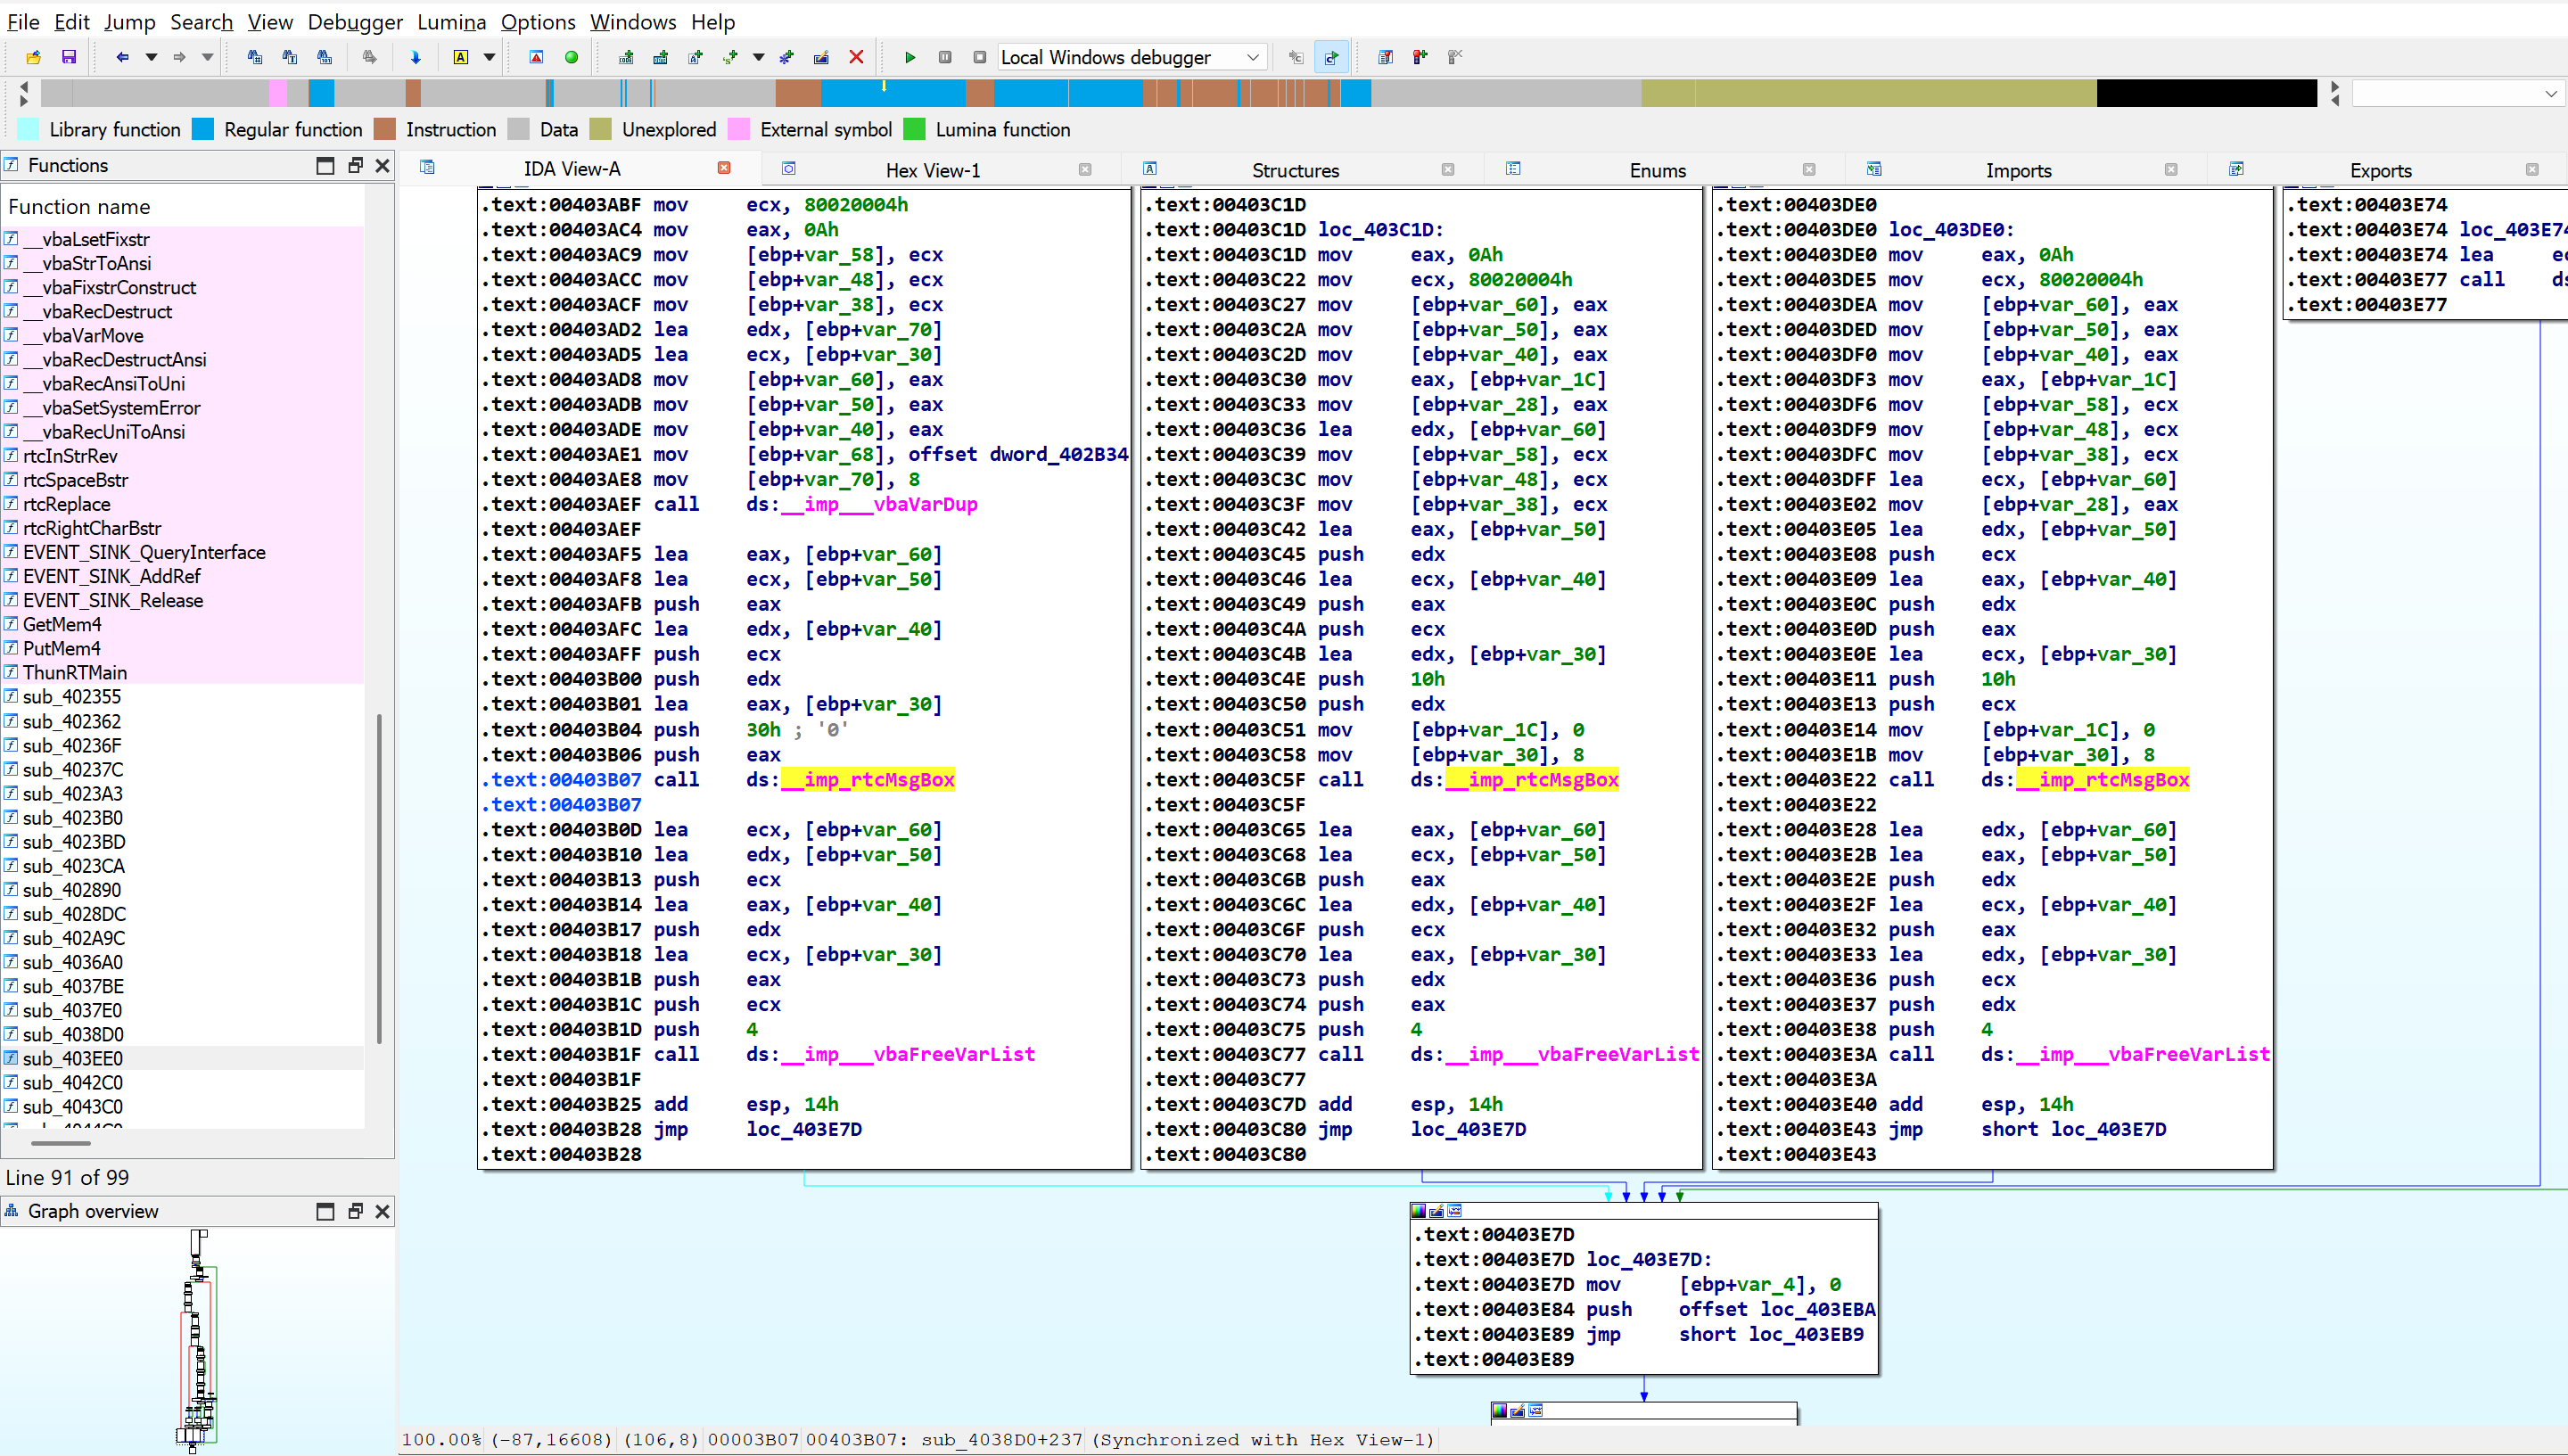 File Edit Jump Search View Debugger Lumina Options Windows Help
Local Windows debugger
Library function Regular function Instruction Data Unexplored External symbol Lumina function
Functions
Function name
__vbaLsetFixstr
__vbaStrToAnsi
__vbaFixstrConstruct
__vbaRecDestruct
__vbaVarMove
__vbaRecDestructAnsi
__vbaRecAnsiToUni
__vbaSetSystemError
__vbaRecUniToAnsi
rtcInStrRev
rtcSpaceBstr
rtcReplace
rtcRightCharBstr
EVENT_SINK_QueryInterface
EVENT_SINK_AddRef
EVENT_SINK_Release
GetMem4
PutMem4
ThunRTMain
sub_402355
sub_402362
sub_40236F
sub_40237C
sub_4023A3
sub_4023B0
sub_4023BD
sub_4023CA
sub_402890
sub_4028DC
sub_402A9C
sub_4036A0
sub_4037BE
sub_4037E0
sub_4038D0
sub_403EE0
sub_4042C0
sub_4043C0
Line 91 of 99
Graph overview
IDA View-A Hex View-1 Structures Enums Imports Exports
.text:00403ABF mov ecx, 80020004h
.text:00403AC4 mov eax, 0Ah
.text:00403AC9 mov [ebp+var_58], ecx
.text:00403ACC mov [ebp+var_48], ecx
.text:00403ACF mov [ebp+var_38], ecx
.text:00403AD2 lea edx, [ebp+var_70]
.text:00403AD5 lea ecx, [ebp+var_30]
.text:00403AD8 mov [ebp+var_60], eax
.text:00403ADB mov [ebp+var_50], eax
.text:00403ADE mov [ebp+var_40], eax
.text:00403AE1 mov [ebp+var_68], offset dword_402B34
.text:00403AE8 mov [ebp+var_70], 8
.text:00403AEF call ds:__imp___vbaVarDup
.text:00403AEF
.text:00403AF5 lea eax, [ebp+var_60]
.text:00403AF8 lea ecx, [ebp+var_50]
.text:00403AFB push eax
.text:00403AFC lea edx, [ebp+var_40]
.text:00403AFF push ecx
.text:00403B00 push edx
.text:00403B01 lea eax, [ebp+var_30]
.text:00403B04 push 30h ; '0'
.text:00403B06 push eax
.text:00403B07 call ds:__imp_rtcMsgBox
.text:00403B07
.text:00403B0D lea ecx, [ebp+var_60]
.text:00403B10 lea edx, [ebp+var_50]
.text:00403B13 push ecx
.text:00403B14 lea eax, [ebp+var_40]
.text:00403B17 push edx
.text:00403B18 lea ecx, [ebp+var_30]
.text:00403B1B push eax
.text:00403B1C push ecx
.text:00403B1D push 4
.text:00403B1F call ds:__imp___vbaFreeVarList
.text:00403B1F
.text:00403B25 add esp, 14h
.text:00403B28 jmp loc_403E7D
.text:00403B28
.text:00403C1D
.text:00403C1D loc_403C1D:
.text:00403C1D mov eax, 0Ah
.text:00403C22 mov ecx, 80020004h
.text:00403C27 mov [ebp+var_60], eax
.text:00403C2A mov [ebp+var_50], eax
.text:00403C2D mov [ebp+var_40], eax
.text:00403C30 mov eax, [ebp+var_1C]
.text:00403C33 mov [ebp+var_28], eax
.text:00403C36 lea edx, [ebp+var_60]
.text:00403C39 mov [ebp+var_58], ecx
.text:00403C3C mov [ebp+var_48], ecx
.text:00403C3F mov [ebp+var_38], ecx
.text:00403C42 lea eax, [ebp+var_50]
.text:00403C45 push edx
.text:00403C46 lea ecx, [ebp+var_40]
.text:00403C49 push eax
.text:00403C4A push ecx
.text:00403C4B lea edx, [ebp+var_30]
.text:00403C4E push 10h
.text:00403C50 push edx
.text:00403C51 mov [ebp+var_1C], 0
.text:00403C58 mov [ebp+var_30], 8
.text:00403C5F call ds:__imp_rtcMsgBox
.text:00403C5F
.text:00403C65 lea eax, [ebp+var_60]
.text:00403C68 lea ecx, [ebp+var_50]
.text:00403C6B push eax
.text:00403C6C lea edx, [ebp+var_40]
.text:00403C6F push ecx
.text:00403C70 lea eax, [ebp+var_30]
.text:00403C73 push edx
.text:00403C74 push eax
.text:00403C75 push 4
.text:00403C77 call ds:__imp___vbaFreeVarList
.text:00403C77
.text:00403C7D add esp, 14h
.text:00403C80 jmp loc_403E7D
.text:00403C80
.text:00403DE0
.text:00403DE0 loc_403DE0:
.text:00403DE0 mov eax, 0Ah
.text:00403DE5 mov ecx, 80020004h
.text:00403DEA mov [ebp+var_60], eax
.text:00403DED mov [ebp+var_50], eax
.text:00403DF0 mov [ebp+var_40], eax
.text:00403DF3 mov eax, [ebp+var_1C]
.text:00403DF6 mov [ebp+var_58], ecx
.text:00403DF9 mov [ebp+var_48], ecx
.text:00403DFC mov [ebp+var_38], ecx
.text:00403DFF lea ecx, [ebp+var_60]
.text:00403E02 mov [ebp+var_28], eax
.text:00403E05 lea edx, [ebp+var_50]
.text:00403E08 push ecx
.text:00403E09 lea eax, [ebp+var_40]
.text:00403E0C push edx
.text:00403E0D push eax
.text:00403E0E lea ecx, [ebp+var_30]
.text:00403E11 push 10h
.text:00403E13 push ecx
.text:00403E14 mov [ebp+var_1C], 0
.text:00403E1B mov [ebp+var_30], 8
.text:00403E22 call ds:__imp_rtcMsgBox
.text:00403E22
.text:00403E28 lea edx, [ebp+var_60]
.text:00403E2B lea eax, [ebp+var_50]
.text:00403E2E push edx
.text:00403E2F lea ecx, [ebp+var_40]
.text:00403E32 push eax
.text:00403E33 lea edx, [ebp+var_30]
.text:00403E36 push ecx
.text:00403E37 push edx
.text:00403E38 push 4
.text:00403E3A call ds:__imp___vbaFreeVarList
.text:00403E3A
.text:00403E40 add esp, 14h
.text:00403E43 jmp short loc_403E7D
.text:00403E43
.text:00403E74
.text:00403E74 loc_403E74
.text:00403E74 lea
.text:00403E77 call
.text:00403E77
.text:00403E7D
.text:00403E7D loc_403E7D:
.text:00403E7D mov [ebp+var_4], 0
.text:00403E84 push offset loc_403EBA
.text:00403E89 jmp short loc_403EB9
.text:00403E89
100.00% (-87,16608) (106,8) 00003B07 00403B07: sub_4038D0+237 (Synchronized with Hex View-1)